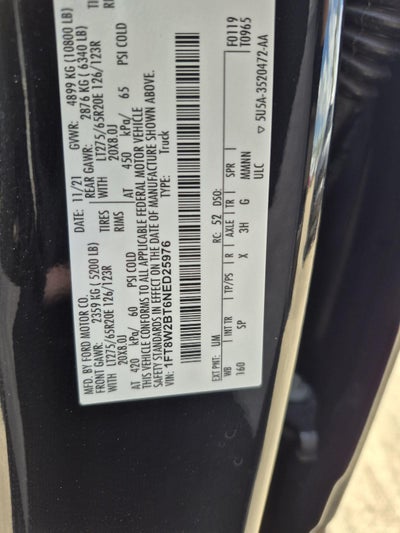 MFD. BY FORD MOTOR CO.
DATE: 11/21 GVWR: 4899 KG (10800 LB)
FRONT GAWR: 2359 KG (5200 LB) REAR GAWR: 2876 KG (6340 LB)
WITH LT275/65R20E 126/123R TIRES WITH LT275/65R20E 126/123R
20X8.0J RIMS 20X8.0J
AT 420 kPa/ 60 PSI COLD AT 450 kPa/ 65 PSI COLD
THIS VEHICLE CONFORMS TO ALL APPLICABLE FEDERAL MOTOR VEHICLE
SAFETY STANDARDS IN EFFECT ON THE DATE OF MANUFACTURE SHOWN ABOVE.
VIN: 1FT8W2BT6NED25976 TYPE: Truck
F0119
T0965
EXT PNT: UM RC: 52 DSO:
WB INT TR TP/PS R AXLE TR SPR
160 SP X 3H G MMNNN
ULC
▽ 5U5A-3520472-AA